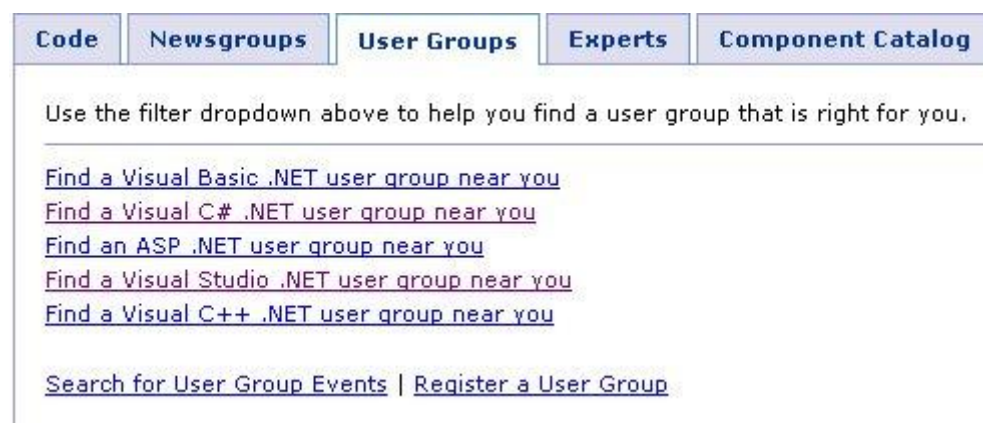 Code Newsgroups User Groups Experts Component Catalog
Use the filter dropdown above to help you find a user group that is right for you.
Find a Visual Basic .NET user group near you
Find a Visual C# .NET user group near you
Find an ASP .NET user group near you
Find a Visual Studio .NET user group near you
Find a Visual C++ .NET user group near you
Search for User Group Events | Register a User Group